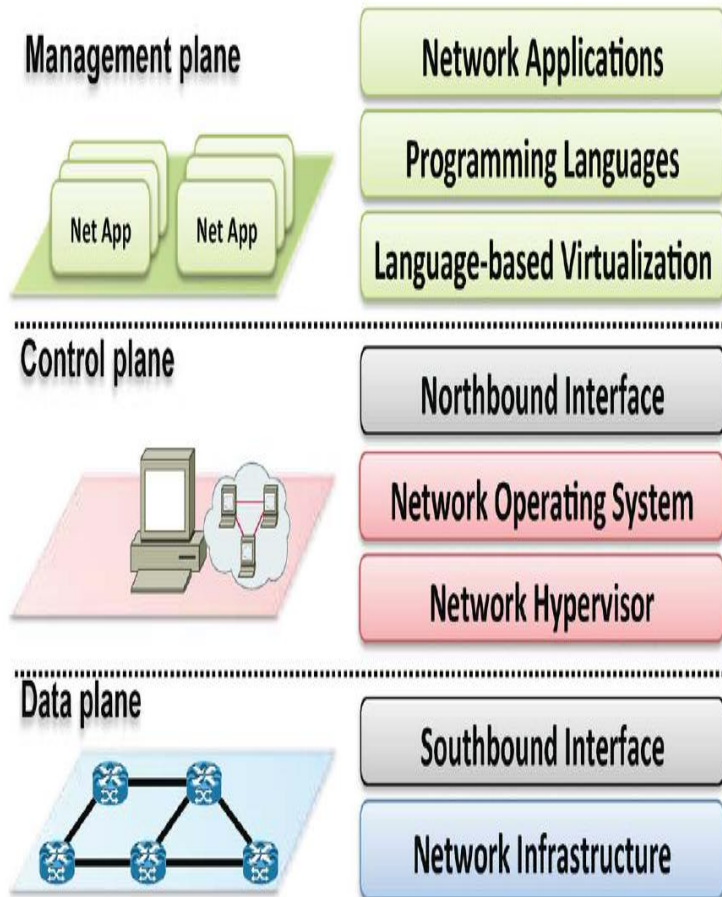 Management plane
Net App
Net App
Network Applications
Programming Languages
Language-based Virtualization
Control plane
Northbound Interface
Network Operating System
Network Hypervisor
Data plane
Southbound Interface
Network Infrastructure